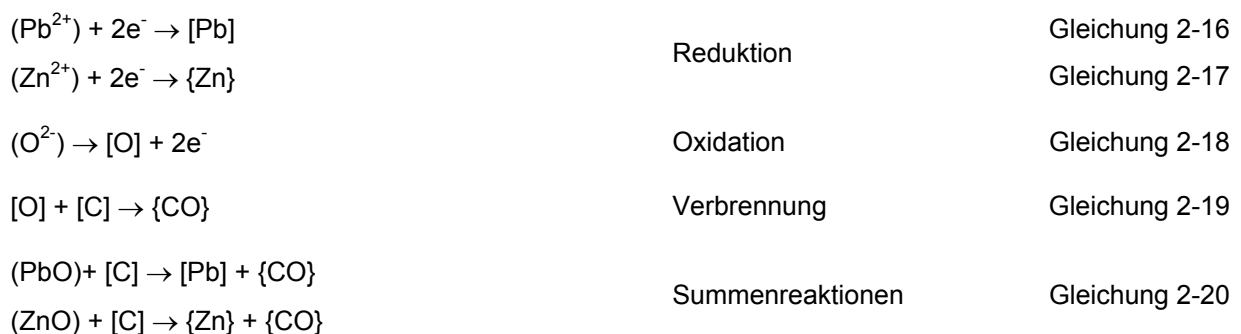 (Pb²⁺) + 2e⁻ → [Pb] Gleichung 2-16
Reduktion
(Zn²⁺) + 2e⁻ → {Zn} Gleichung 2-17
(O²⁻) → [O] + 2e⁻ Oxidation Gleichung 2-18
[O] + [C] → {CO} Verbrennung Gleichung 2-19
(PbO)+ [C] → [Pb] + {CO}
Summenreaktionen Gleichung 2-20
(ZnO) + [C] → {Zn} + {CO}